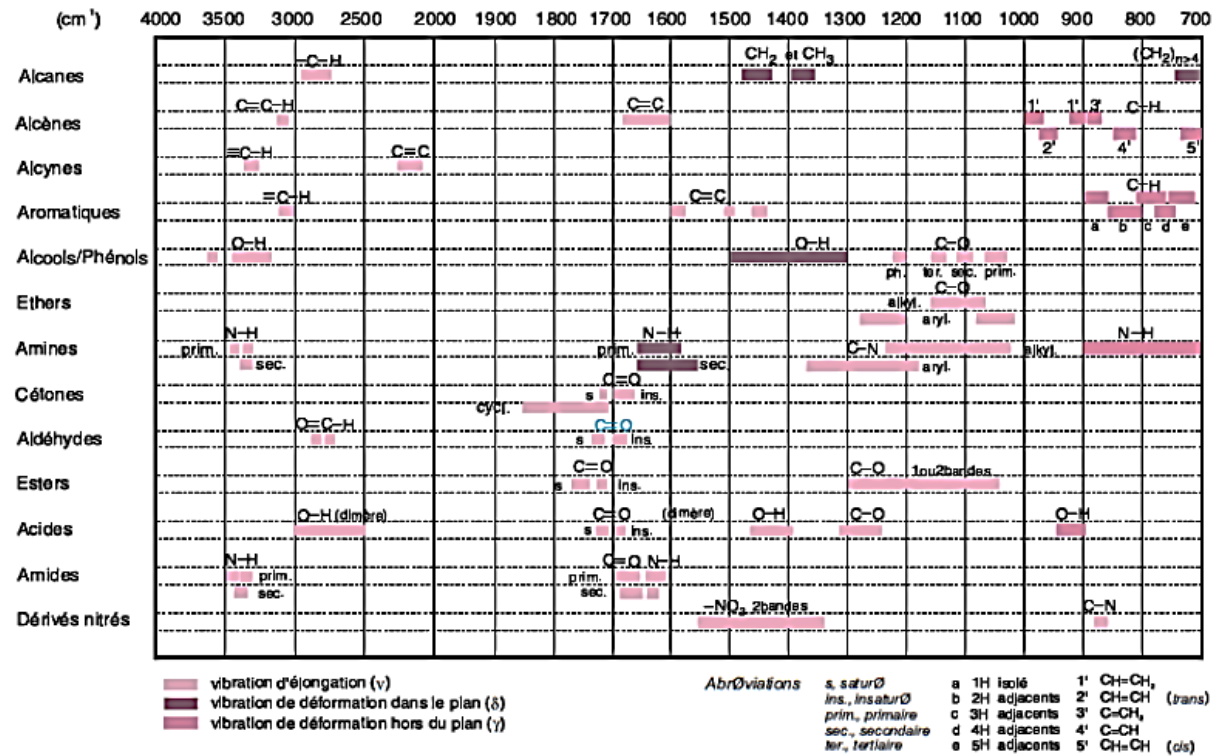 (cm⁻¹) 4000 3500 3000 2500 2000 1900 1800 1700 1600 1500 1400 1300 1200 1100 1000 900 800 700
–C–H CH2 et CH3 (CH2)n>4
Alcanes
C=C–H C=C 1' 1' 3' C–H
Alcènes
2' 4' 5'
≡C–H C=C
Alcynes
=C–H C=C C–H
Aromatiques
a b c d e
O–H O–H C–O
Alcools/Phénols
ph. ter. sec. prim.
Ethers
C–O
alkyl.
aryl.
N–H N–H N–H
Amines prim. prim. C–N alkyl.
sec. sec. aryl.
Cétones
C=O
s ins.
cycl.
O=C–H C=O
Aldéhydes
s ins.
C=O C–O 1ou2bandes
Esters
s ins.
O–H (dimère) C=O (dimère) O–H C–O O–H
Acides
s ins.
N–H C=O N–H
Amides prim. prim.
sec. sec.
–NO2 2bandes C–N
Dérivés nitrés
vibration d'élongation (ν)
vibration de déformation dans le plan (δ)
vibration de déformation hors du plan (γ)
AbrØviations
s, saturØ a 1H isolé 1' CH=CH2
ins., insaturØ b 2H adjacents 2' CH=CH (trans)
prim., primaire c 3H adjacents 3' C=CH2
sec., secondaire d 4H adjacents 4' C=CH
ter., tertiaire e 5H adjacents 5' CH=CH (cis)